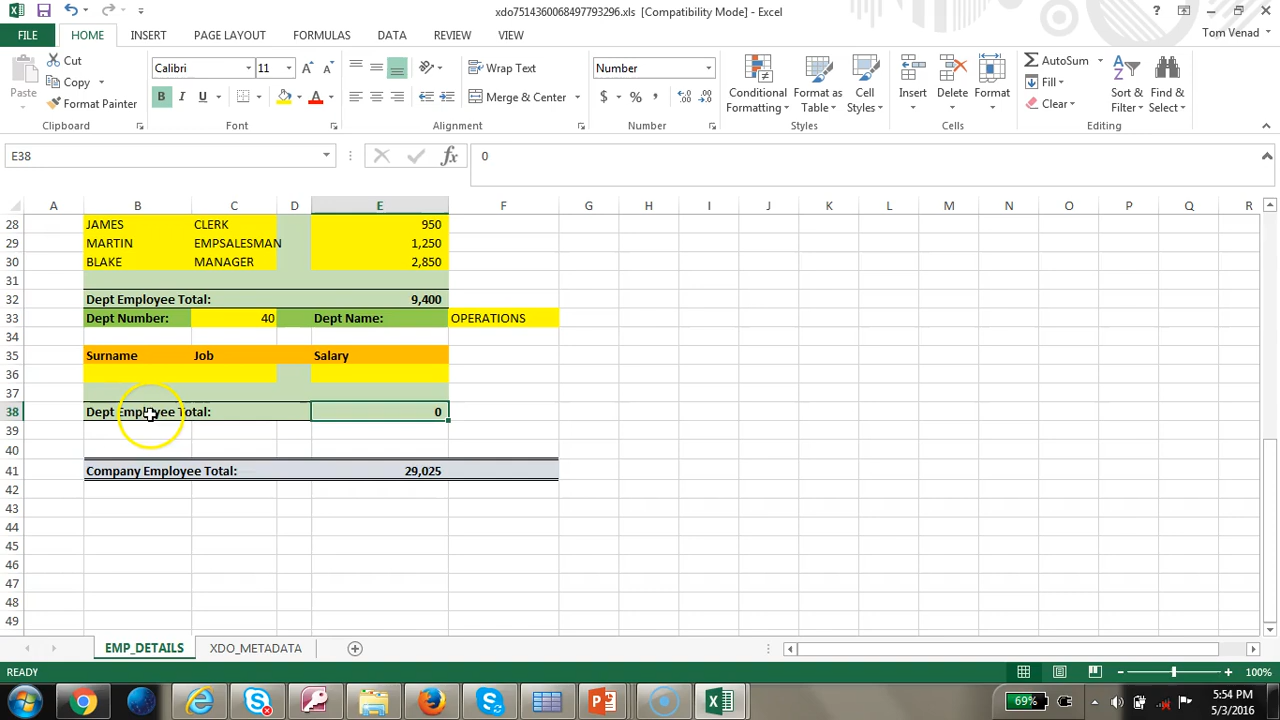 xdo7514360068497793296.xls [Compatibility Mode] - Excel
FILE HOME INSERT PAGE LAYOUT FORMULAS DATA REVIEW VIEW Tom Venad
Paste Cut Copy Format Painter
Clipboard
Calibri 11
B I U A
Font
Wrap Text
Merge & Center
Alignment
Number
$ % ,
Number
Conditional Formatting Format as Table Cell Styles
Styles
Insert Delete Format
Cells
AutoSum Fill Clear Sort & Filter Find & Select
Editing
E38 fx 0
A B C D E F G H I J K L M N O P Q R
28 JAMES CLERK 950
29 MARTIN EMPSALESMAN 1,250
30 BLAKE MANAGER 2,850
31
32 Dept Employee Total: 9,400
33 Dept Number: 40 Dept Name: OPERATIONS
34
35 Surname Job Salary
36
37
38 Dept Employee Total: 0
39
40
41 Company Employee Total: 29,025
42
43
44
45
46
47
48
49
EMP_DETAILS XDO_METADATA
READY 100%
69% 5:54 PM
5/3/2016